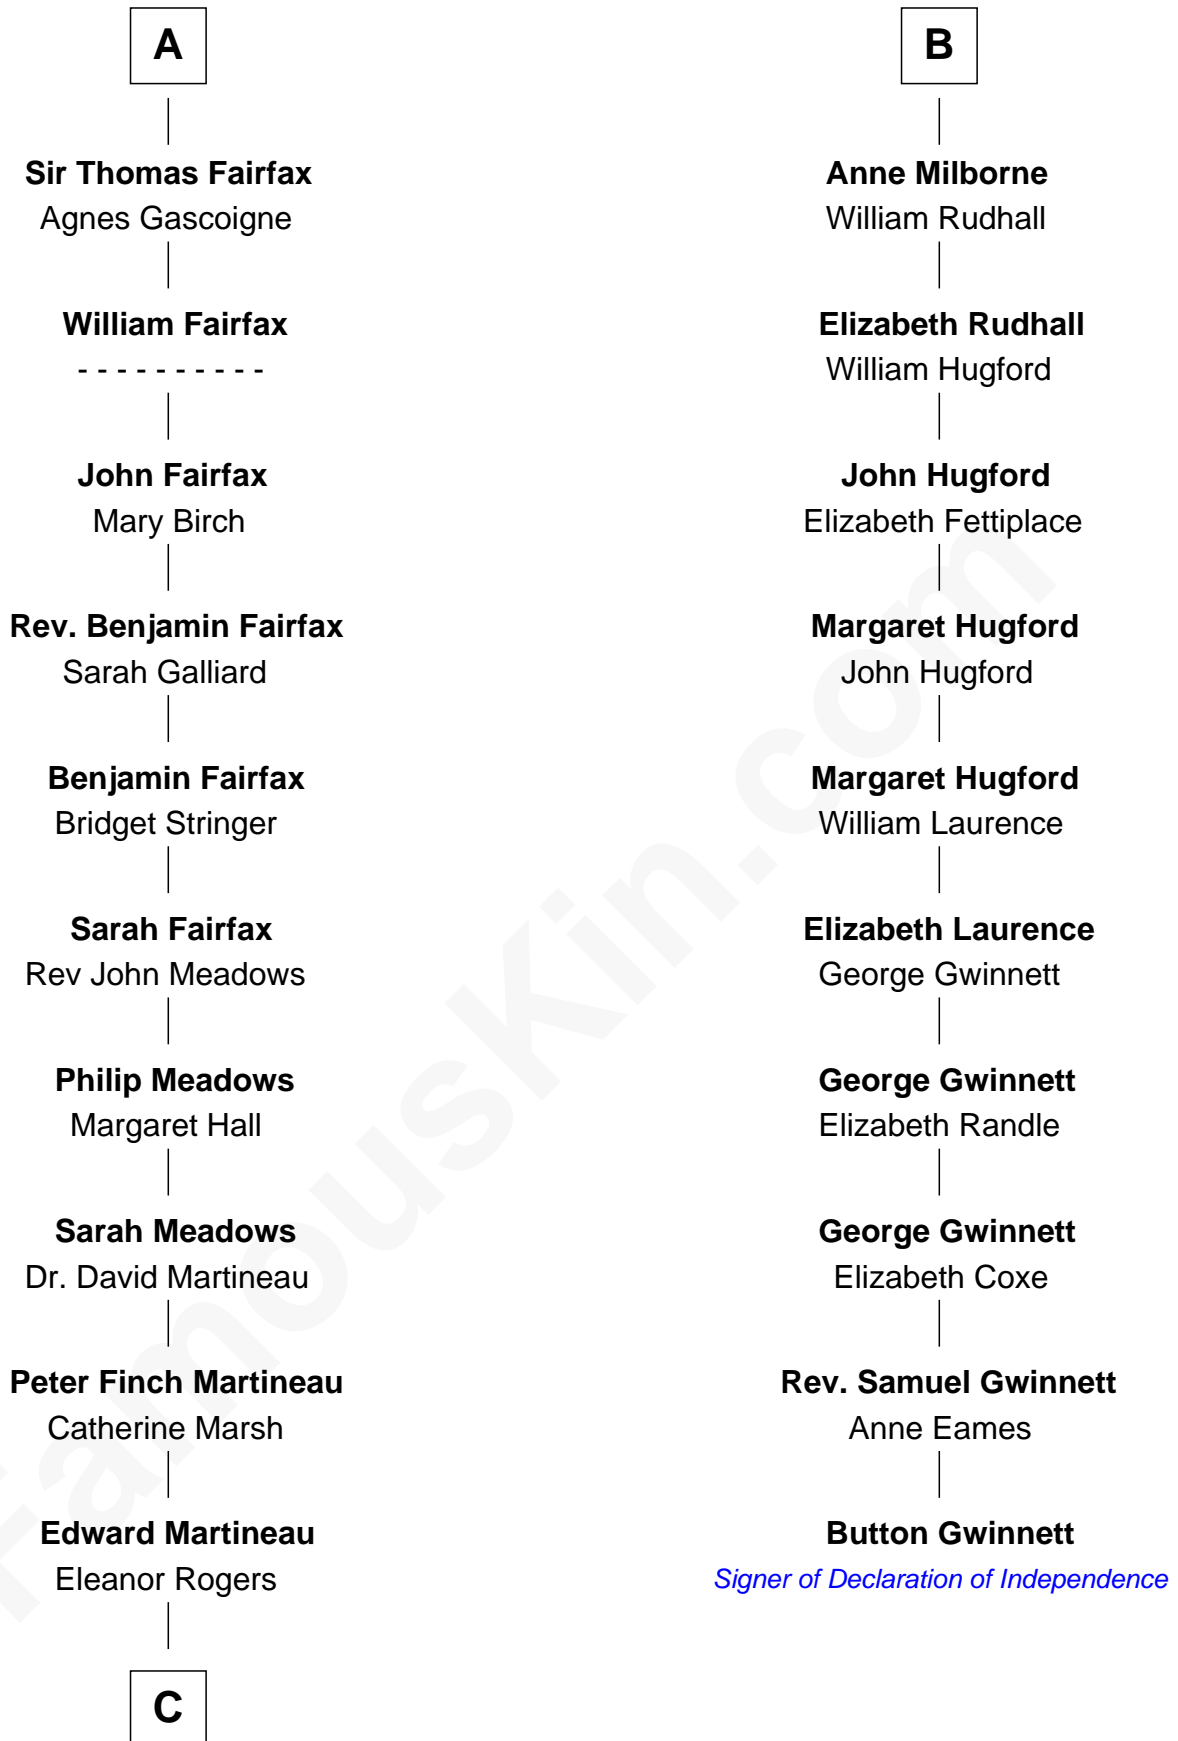 A
Sir Thomas Fairfax
Agnes Gascoigne
William Fairfax
- - - - - - - - - -
John Fairfax
Mary Birch
Rev. Benjamin Fairfax
Sarah Galliard
Benjamin Fairfax
Bridget Stringer
Sarah Fairfax
Rev John Meadows
Philip Meadows
Margaret Hall
Sarah Meadows
Dr. David Martineau
Peter Finch Martineau
Catherine Marsh
Edward Martineau
Eleanor Rogers
C
B
Anne Milborne
William Rudhall
Elizabeth Rudhall
William Hugford
John Hugford
Elizabeth Fettiplace
Margaret Hugford
John Hugford
Margaret Hugford
William Laurence
Elizabeth Laurence
George Gwinnett
George Gwinnett
Elizabeth Randle
George Gwinnett
Elizabeth Coxe
Rev. Samuel Gwinnett
Anne Eames
Button Gwinnett
Signer of Declaration of Independence
FamousKin.com